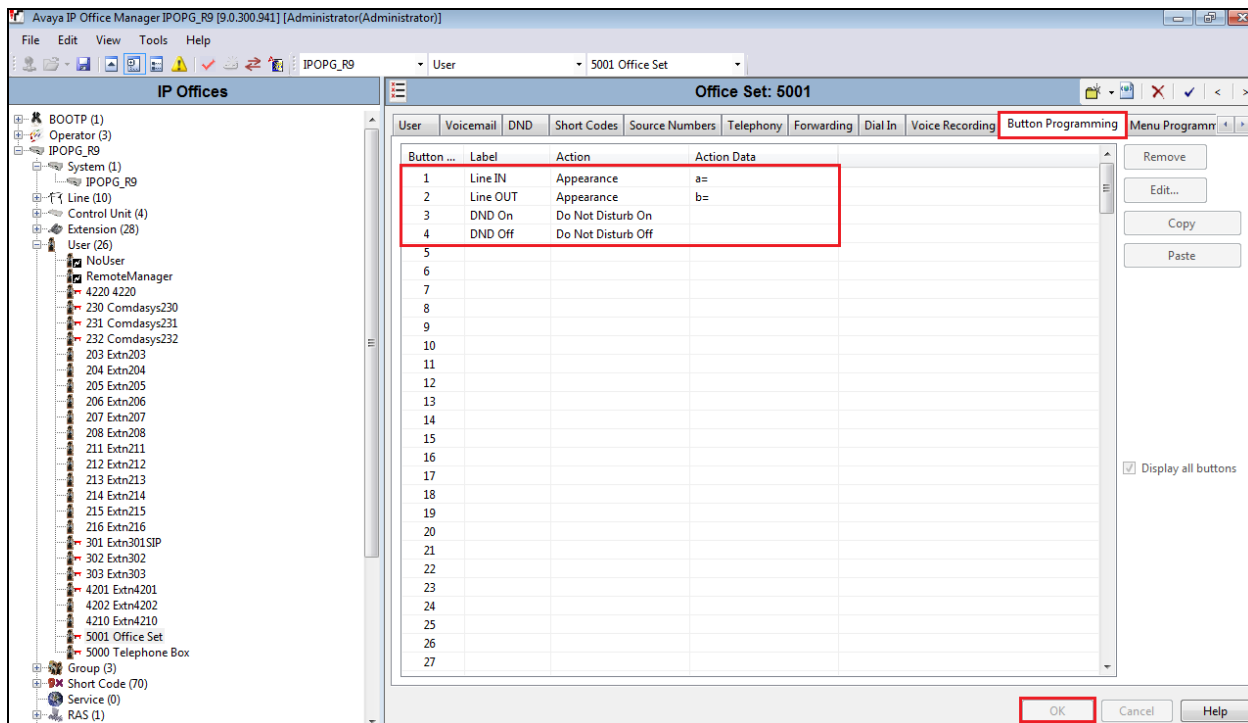 Avaya IP Office Manager IPOPG_R9 [9.0.300.941] [Administrator(Administrator)]
File Edit View Tools Help
IPOPG_R9 User 5001 Office Set
IP Offices
BOOTP (1)
Operator (3)
IPOPG_R9
System (1)
IPOPG_R9
Line (10)
Control Unit (4)
Extension (28)
User (26)
NoUser
RemoteManager
4220 4220
230 Comdasys230
231 Comdasys231
232 Comdasys232
203 Extn203
204 Extn204
205 Extn205
206 Extn206
207 Extn207
208 Extn208
211 Extn211
212 Extn212
213 Extn213
214 Extn214
215 Extn215
216 Extn216
301 Extn301SIP
302 Extn302
303 Extn303
4201 Extn4201
4202 Extn4202
4210 Extn4210
5001 Office Set
5000 Telephone Box
Group (3)
Short Code (70)
Service (0)
RAS (1)
Office Set: 5001
User Voicemail DND Short Codes Source Numbers Telephony Forwarding Dial In Voice Recording Button Programming Menu Programm
Button ... Label Action Action Data
1 Line IN Appearance a=
2 Line OUT Appearance b=
3 DND On Do Not Disturb On
4 DND Off Do Not Disturb Off
5
6
7
8
9
10
11
12
13
14
15
16
17
18
19
20
21
22
23
24
25
26
27
Remove
Edit...
Copy
Paste
Display all buttons
OK Cancel Help